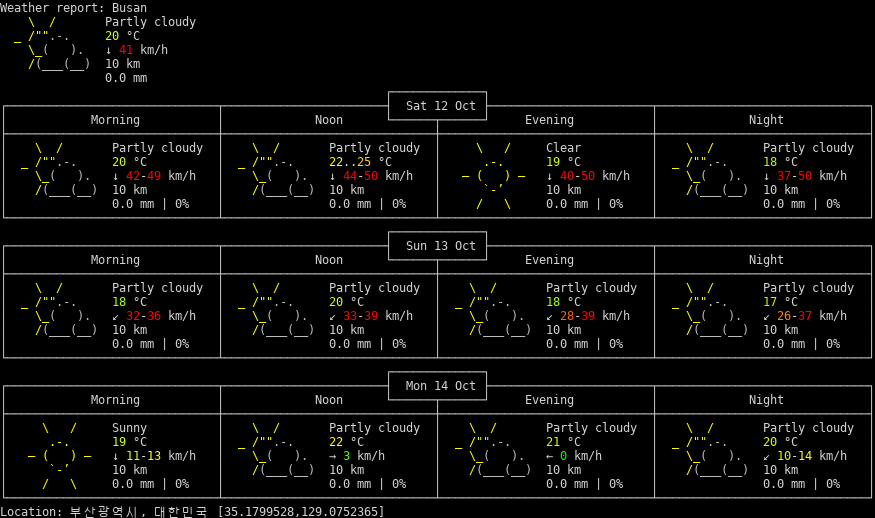 Weather report: Busan
Partly cloudy
20 °C
↓ 41 km/h
10 km
0.0 mm
Sat 12 Oct
Morning Noon Evening Night
Partly cloudy Partly cloudy Clear Partly cloudy
20 °C 22..25 °C 19 °C 18 °C
↓ 42-49 km/h ↓ 44-50 km/h ↓ 40-50 km/h ↓ 37-50 km/h
10 km 10 km 10 km 10 km
0.0 mm | 0% 0.0 mm | 0% 0.0 mm | 0% 0.0 mm | 0%
Sun 13 Oct
Morning Noon Evening Night
Partly cloudy Partly cloudy Partly cloudy Partly cloudy
18 °C 20 °C 18 °C 17 °C
↙ 32-36 km/h ↙ 33-39 km/h ↙ 28-39 km/h ↙ 26-37 km/h
10 km 10 km 10 km 10 km
0.0 mm | 0% 0.0 mm | 0% 0.0 mm | 0% 0.0 mm | 0%
Mon 14 Oct
Morning Noon Evening Night
Sunny Partly cloudy Partly cloudy Partly cloudy
19 °C 22 °C 21 °C 20 °C
↓ 11-13 km/h → 3 km/h ← 0 km/h ↙ 10-14 km/h
10 km 10 km 10 km 10 km
0.0 mm | 0% 0.0 mm | 0% 0.0 mm | 0% 0.0 mm | 0%
Location: 부산광역시, 대한민국 [35.1799528,129.0752365]